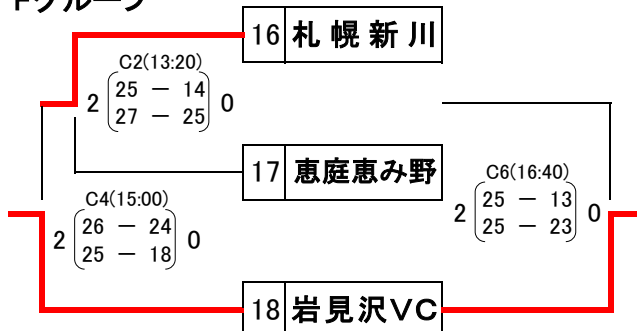 Fグループ
16 札幌新川
C2(13:20)
2 25 － 14 0
27 － 25
17 恵庭恵み野
C4(15:00)
2 26 － 24 0
25 － 18
C6(16:40)
2 25 － 13 0
25 － 23
18 岩見沢VC